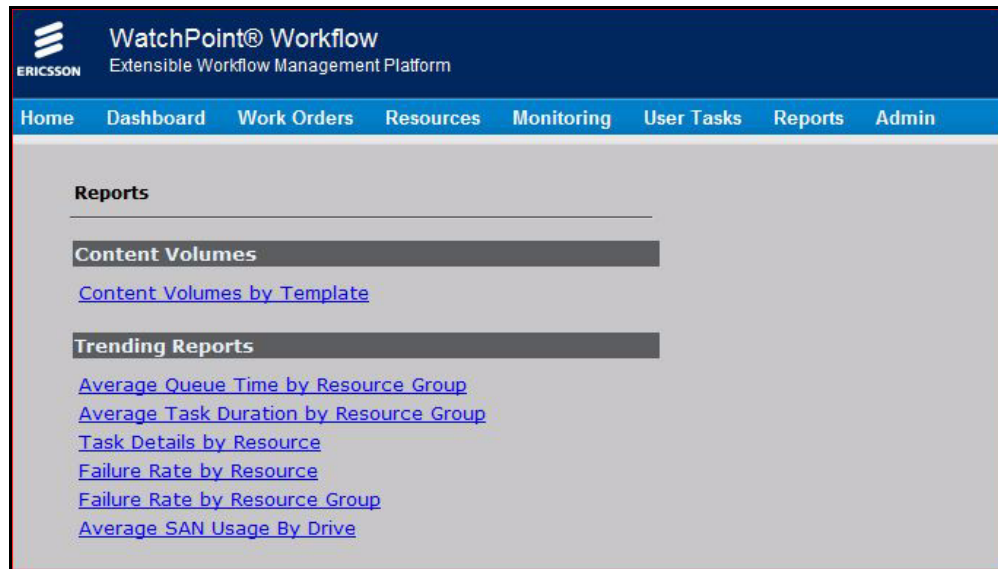 WatchPoint® Workflow
ERICSSON
Extensible Workflow Management Platform
Home Dashboard Work Orders Resources Monitoring User Tasks Reports Admin
Reports
Content Volumes
Content Volumes by Template
Trending Reports
Average Queue Time by Resource Group
Average Task Duration by Resource Group
Task Details by Resource
Failure Rate by Resource
Failure Rate by Resource Group
Average SAN Usage By Drive